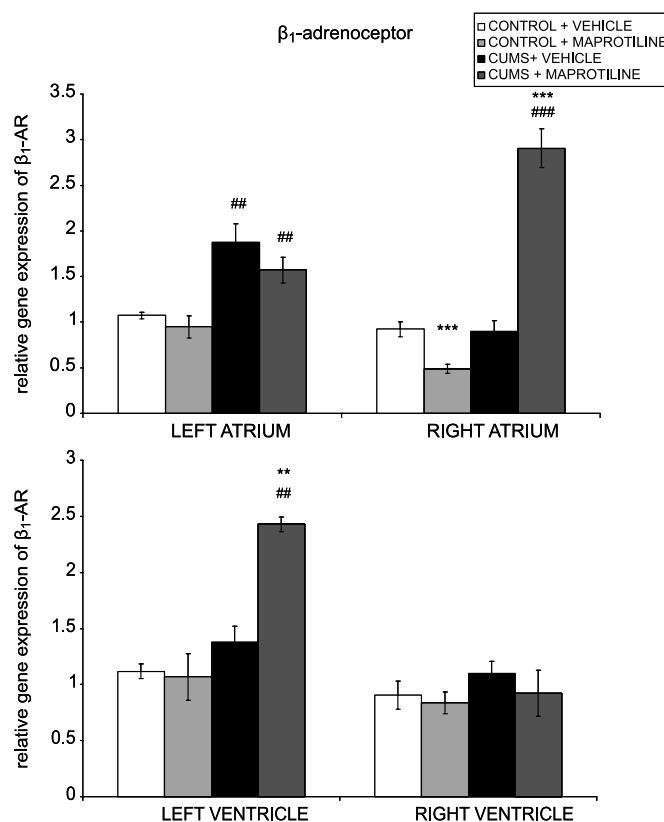 β₁-adrenoceptor
CONTROL + VEHICLE
CONTROL + MAPROTILINE
CUMS+ VEHICLE
CUMS + MAPROTILINE
relative gene expression of β₁-AR
3.5
3
2.5
2
1.5
1
0.5
0
##
##
***
***
###
LEFT ATRIUM
RIGHT ATRIUM
relative gene expression of β₁-AR
3
2.5
2
1.5
1
0.5
0
**
##
LEFT VENTRICLE
RIGHT VENTRICLE